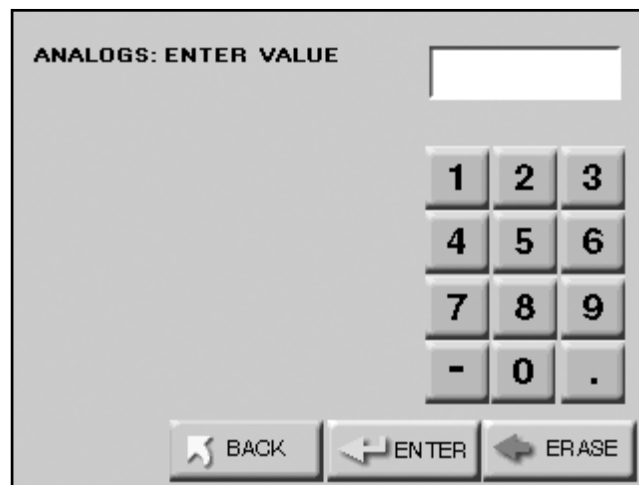 ANALOGS: ENTER VALUE
1 2 3
4 5 6
7 8 9
- 0 .
BACK ENTER ERASE